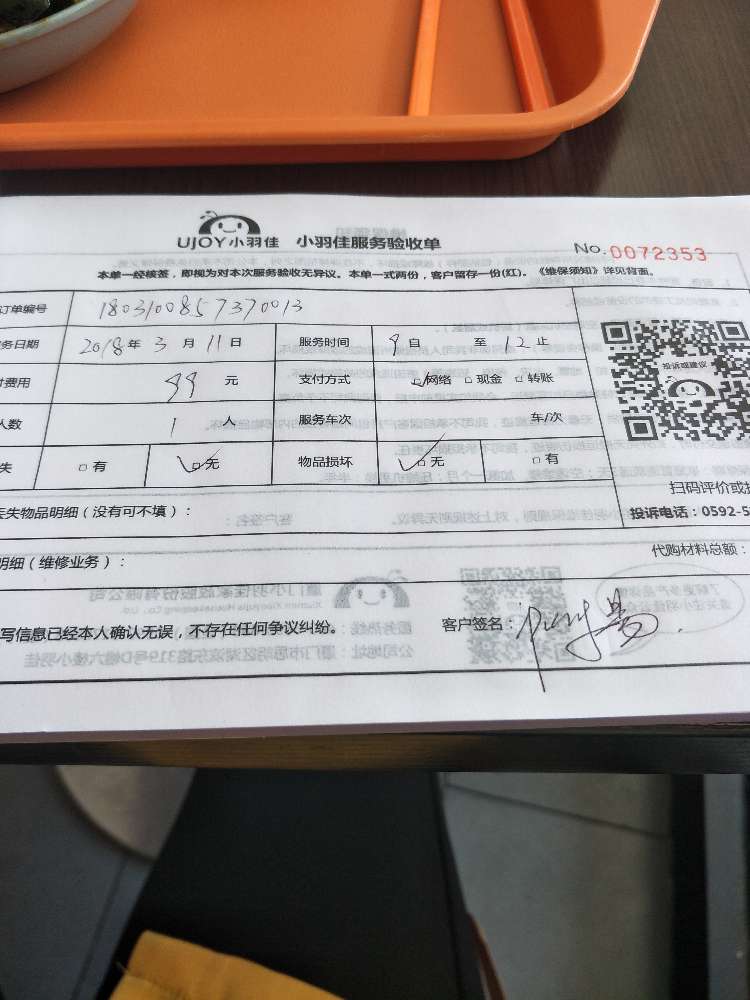 UJOY小羽佳 小羽佳服务验收单 No.0072353
本单一经核签，即视为对本次服务验收无异议。本单一式两份，客户留存一份(红)。《维保须知》详见背面。
订单编号 1803100857370013
务日期 2018年 3 月 11 日 服务时间 9自 至 12 止
费用 99 元 支付方式 网络 现金 转账
人数 1 人 服务车次 车/次
失 有 无 物品损坏 无 有
投诉或建议
扫码评价或
丢失物品明细（没有可不填）： 投诉电话：0592-5
明细（维修业务）： 代购材料总额：
写信息已经本人确认无误，不存在任何争议纠纷。 客户签名：